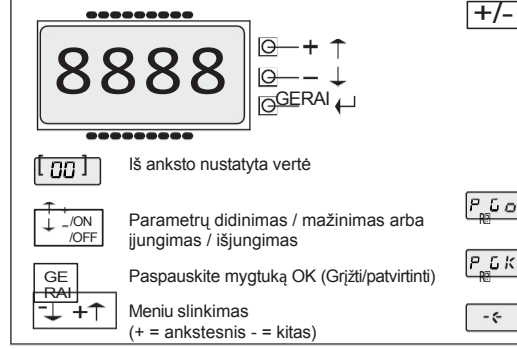 +/-
8888
+ ↑
– ↓
GERAI ↵
[00]
Iš anksto nustatyta vertė
↑ +
↓ – /ON
/OFF
Parametrų didinimas / mažinimas arba
įjungimas / išjungimas
GE
RAI
Paspauskite mygtuką OK (Grįžti/patvirtinti)
–↓ +↑
Meniu slinkimas
(+ = ankstesnis - = kitas)